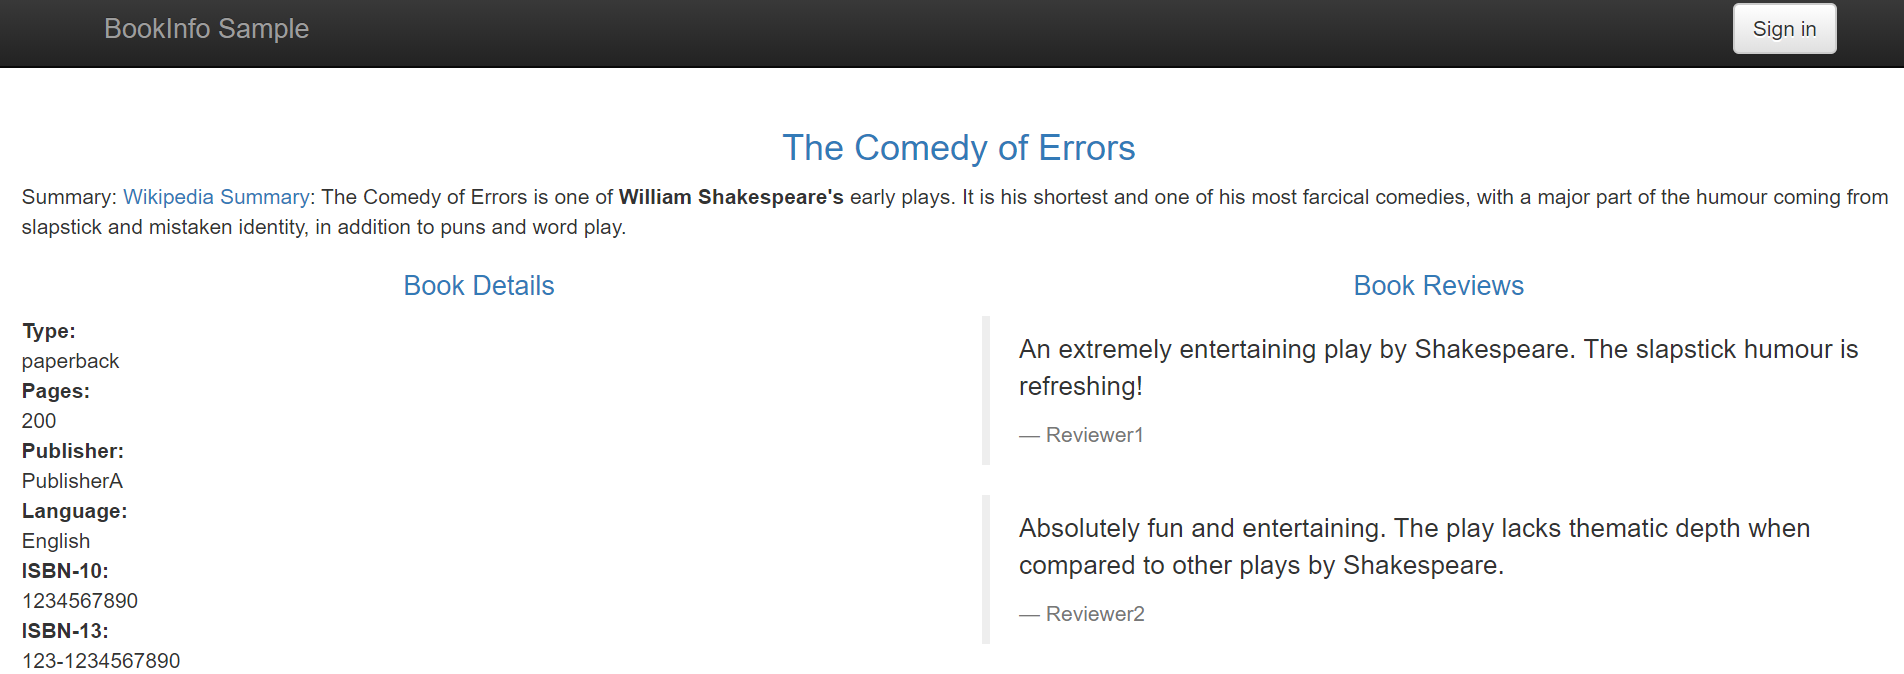 BookInfo Sample
Sign in
The Comedy of Errors
Summary: Wikipedia Summary: The Comedy of Errors is one of William Shakespeare's early plays. It is his shortest and one of his most farcical comedies, with a major part of the humour coming from
slapstick and mistaken identity, in addition to puns and word play.
Book Details
Type:
paperback
Pages:
200
Publisher:
PublisherA
Language:
English
ISBN-10:
1234567890
ISBN-13:
123-1234567890
Book Reviews
An extremely entertaining play by Shakespeare. The slapstick humour is
refreshing!
— Reviewer1
Absolutely fun and entertaining. The play lacks thematic depth when
compared to other plays by Shakespeare.
— Reviewer2